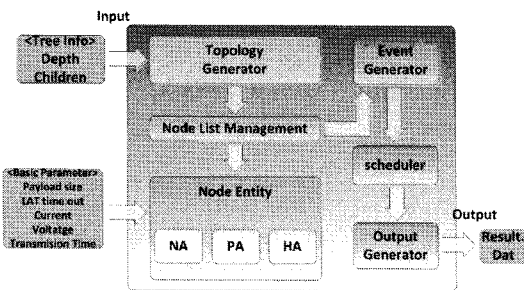 Input
<Tree Info>
Depth
Children
Topology
Generator
Event
Generator
Node List Management
scheduler
<Basic Parameter>
Payload size
LAT time out
Current
Voltatge
Transmision Time
Node Entity
NA
PA
HA
Output
Generator
Output
Result.
Dat